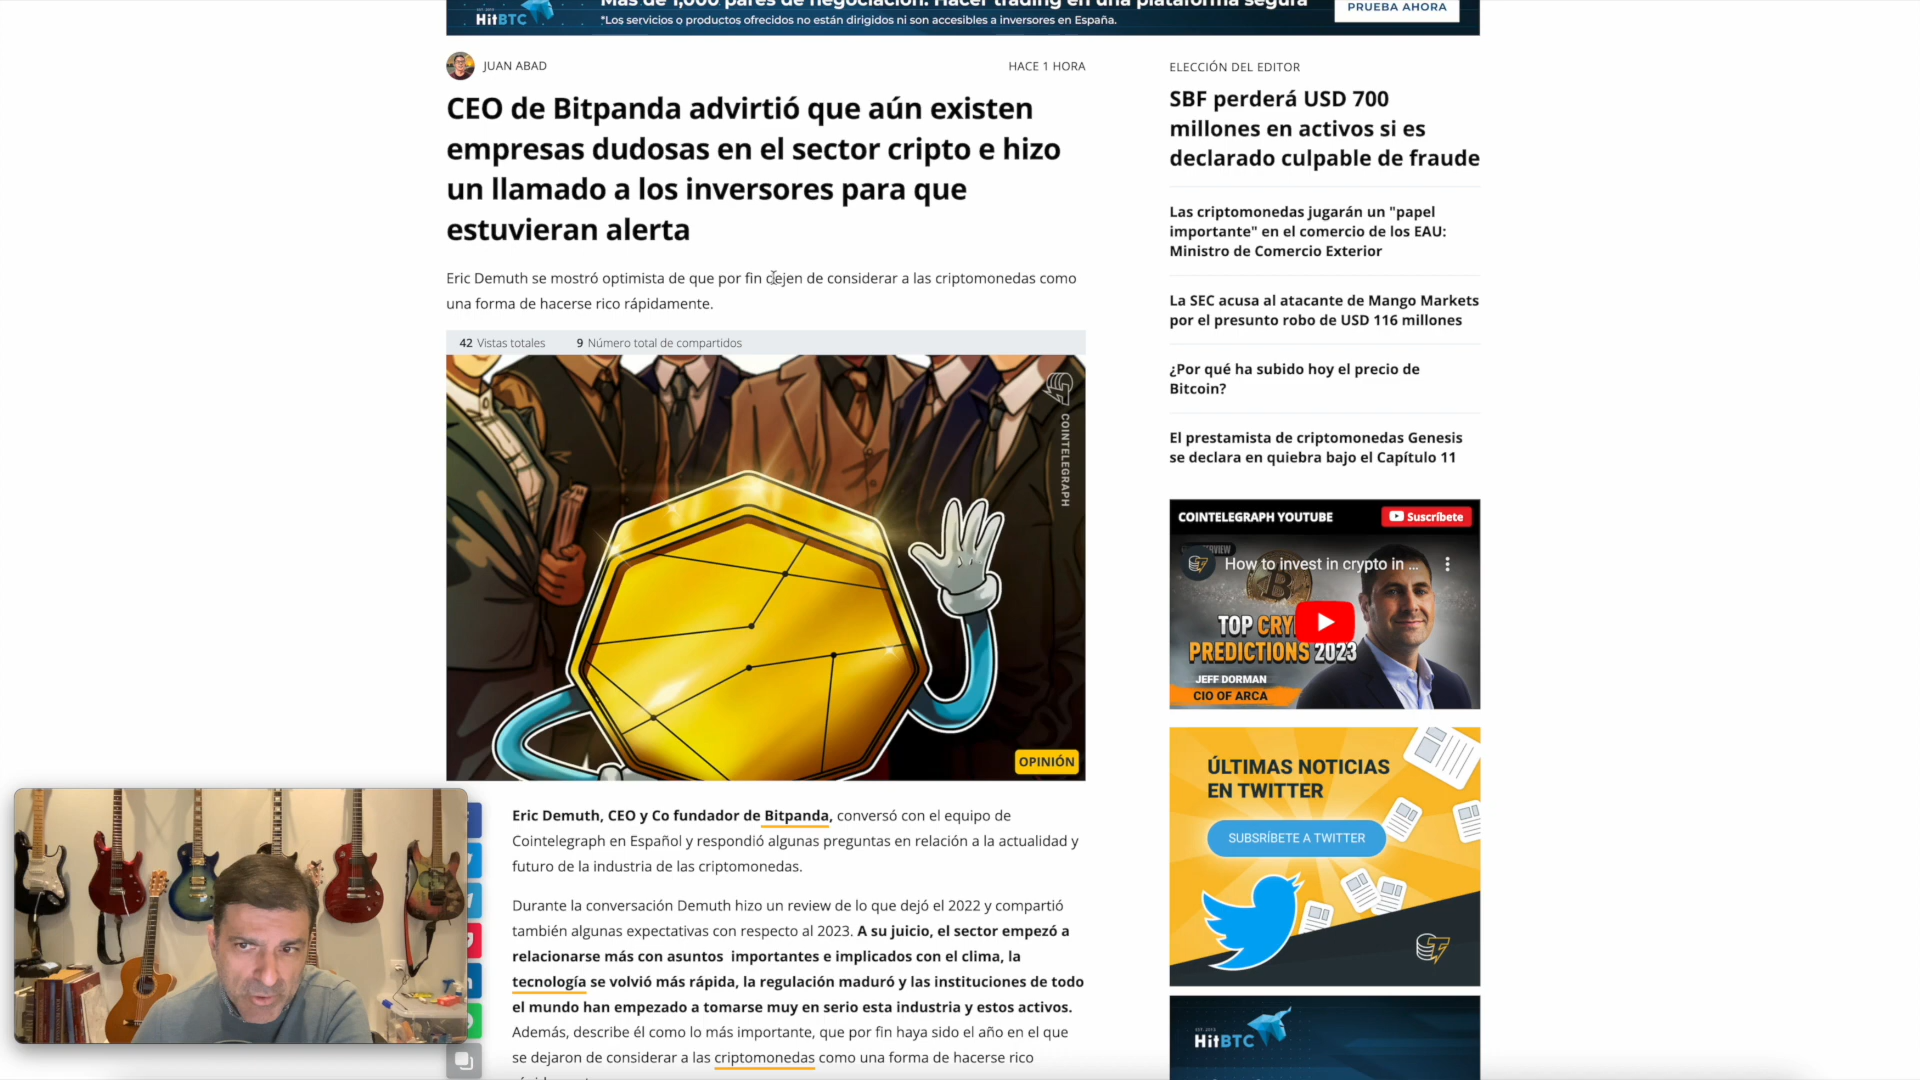 HitBTC
Más de 1,000 pares de negociación. Hacer trading en una plataforma segura
*Los servicios o productos ofrecidos no están dirigidos ni son accesibles a inversores en España.
PRUEBA AHORA
JUAN ABAD
HACE 1 HORA
CEO de Bitpanda advirtió que aún existen
empresas dudosas en el sector cripto e hizo
un llamado a los inversores para que
estuvieran alerta
Eric Demuth se mostró optimista de que por fin dejen de considerar a las criptomonedas como
una forma de hacerse rico rápidamente.
42 Vistas totales
9 Número total de compartidos
COINTELEGRAPH
OPINIÓN
Eric Demuth, CEO y Co fundador de Bitpanda, conversó con el equipo de
Cointelegraph en Español y respondió algunas preguntas en relación a la actualidad y
futuro de la industria de las criptomonedas.
Durante la conversación Demuth hizo un review de lo que dejó el 2022 y compartió
también algunas expectativas con respecto al 2023. A su juicio, el sector empezó a
relacionarse más con asuntos importantes e implicados con el clima, la
tecnología se volvió más rápida, la regulación maduró y las instituciones de todo
el mundo han empezado a tomarse muy en serio esta industria y estos activos.
Además, describe él como lo más importante, que por fin haya sido el año en el que
se dejaron de considerar a las criptomonedas como una forma de hacerse rico
ELECCIÓN DEL EDITOR
SBF perderá USD 700
millones en activos si es
declarado culpable de fraude
Las criptomonedas jugarán un "papel
importante" en el comercio de los EAU:
Ministro de Comercio Exterior
La SEC acusa al atacante de Mango Markets
por el presunto robo de USD 116 millones
¿Por qué ha subido hoy el precio de
Bitcoin?
El prestamista de criptomonedas Genesis
se declara en quiebra bajo el Capítulo 11
COINTELEGRAPH YOUTUBE
Suscríbete
How to invest in crypto in ...
TOP CRY
PREDICTIONS 2023
JEFF DORMAN
CIO OF ARCA
ÚLTIMAS NOTICIAS
EN TWITTER
SUBSRÍBETE A TWITTER
HitBTC